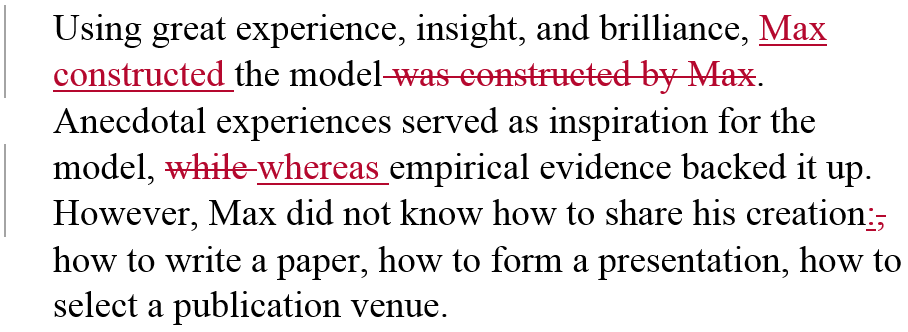 Using great experience, insight, and brilliance, Max
constructed the model was constructed by Max.
Anecdotal experiences served as inspiration for the
model, while whereas empirical evidence backed it up.
However, Max did not know how to share his creation:,
how to write a paper, how to form a presentation, how to
select a publication venue.